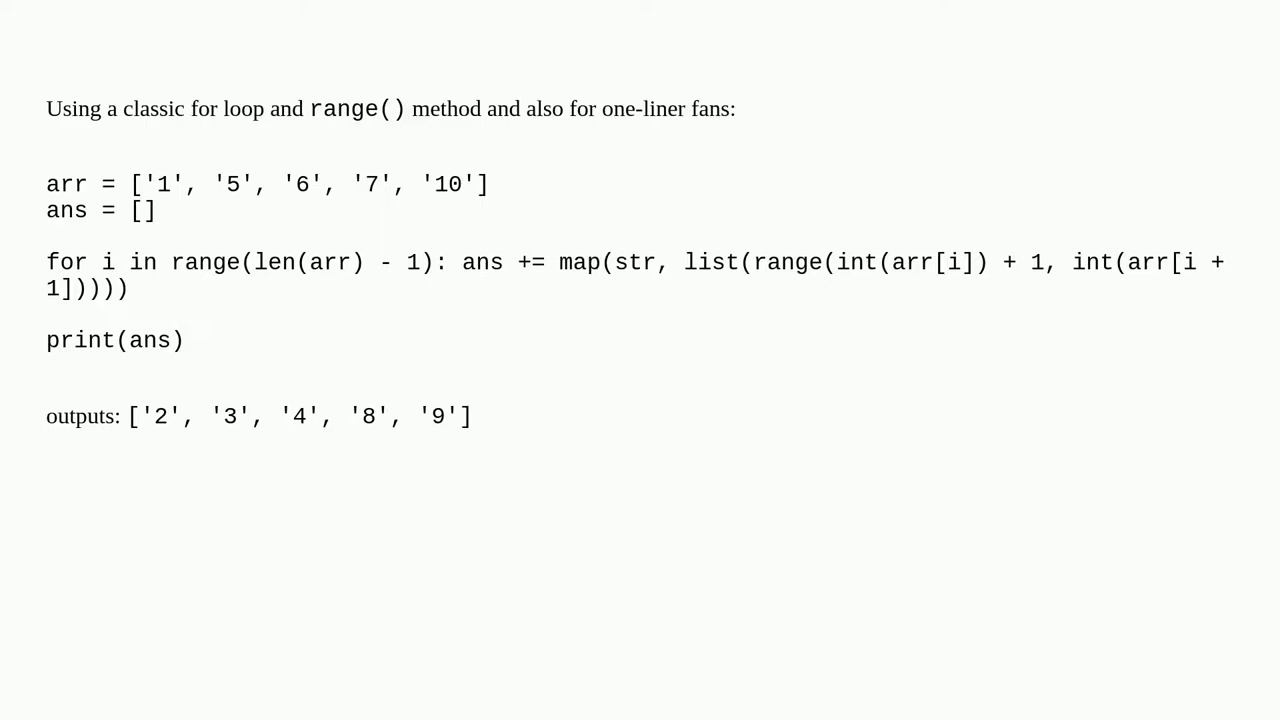 Using a classic for loop and range() method and also for one-liner fans:
arr = ['1', '5', '6', '7', '10']
ans = []
for i in range(len(arr) - 1): ans += map(str, list(range(int(arr[i]) + 1, int(arr[i +
1]))))
print(ans)
outputs: ['2', '3', '4', '8', '9']